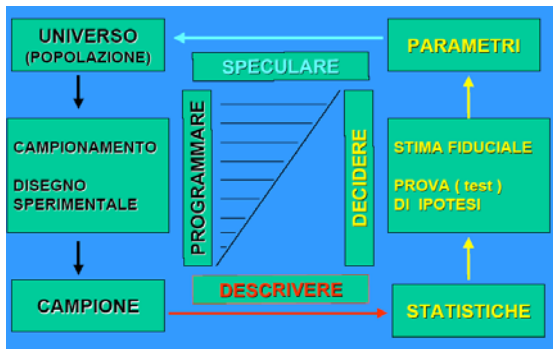 UNIVERSO
(POPOLAZIONE)
PARAMETRI
SPECULARE
CAMPIONAMENTO
DISEGNO
SPERIMENTALE
PROGRAMMARE
DECIDERE
STIMA FIDUCIALE
PROVA ( test )
DI IPOTESI
DESCRIVERE
CAMPIONE
STATISTICHE